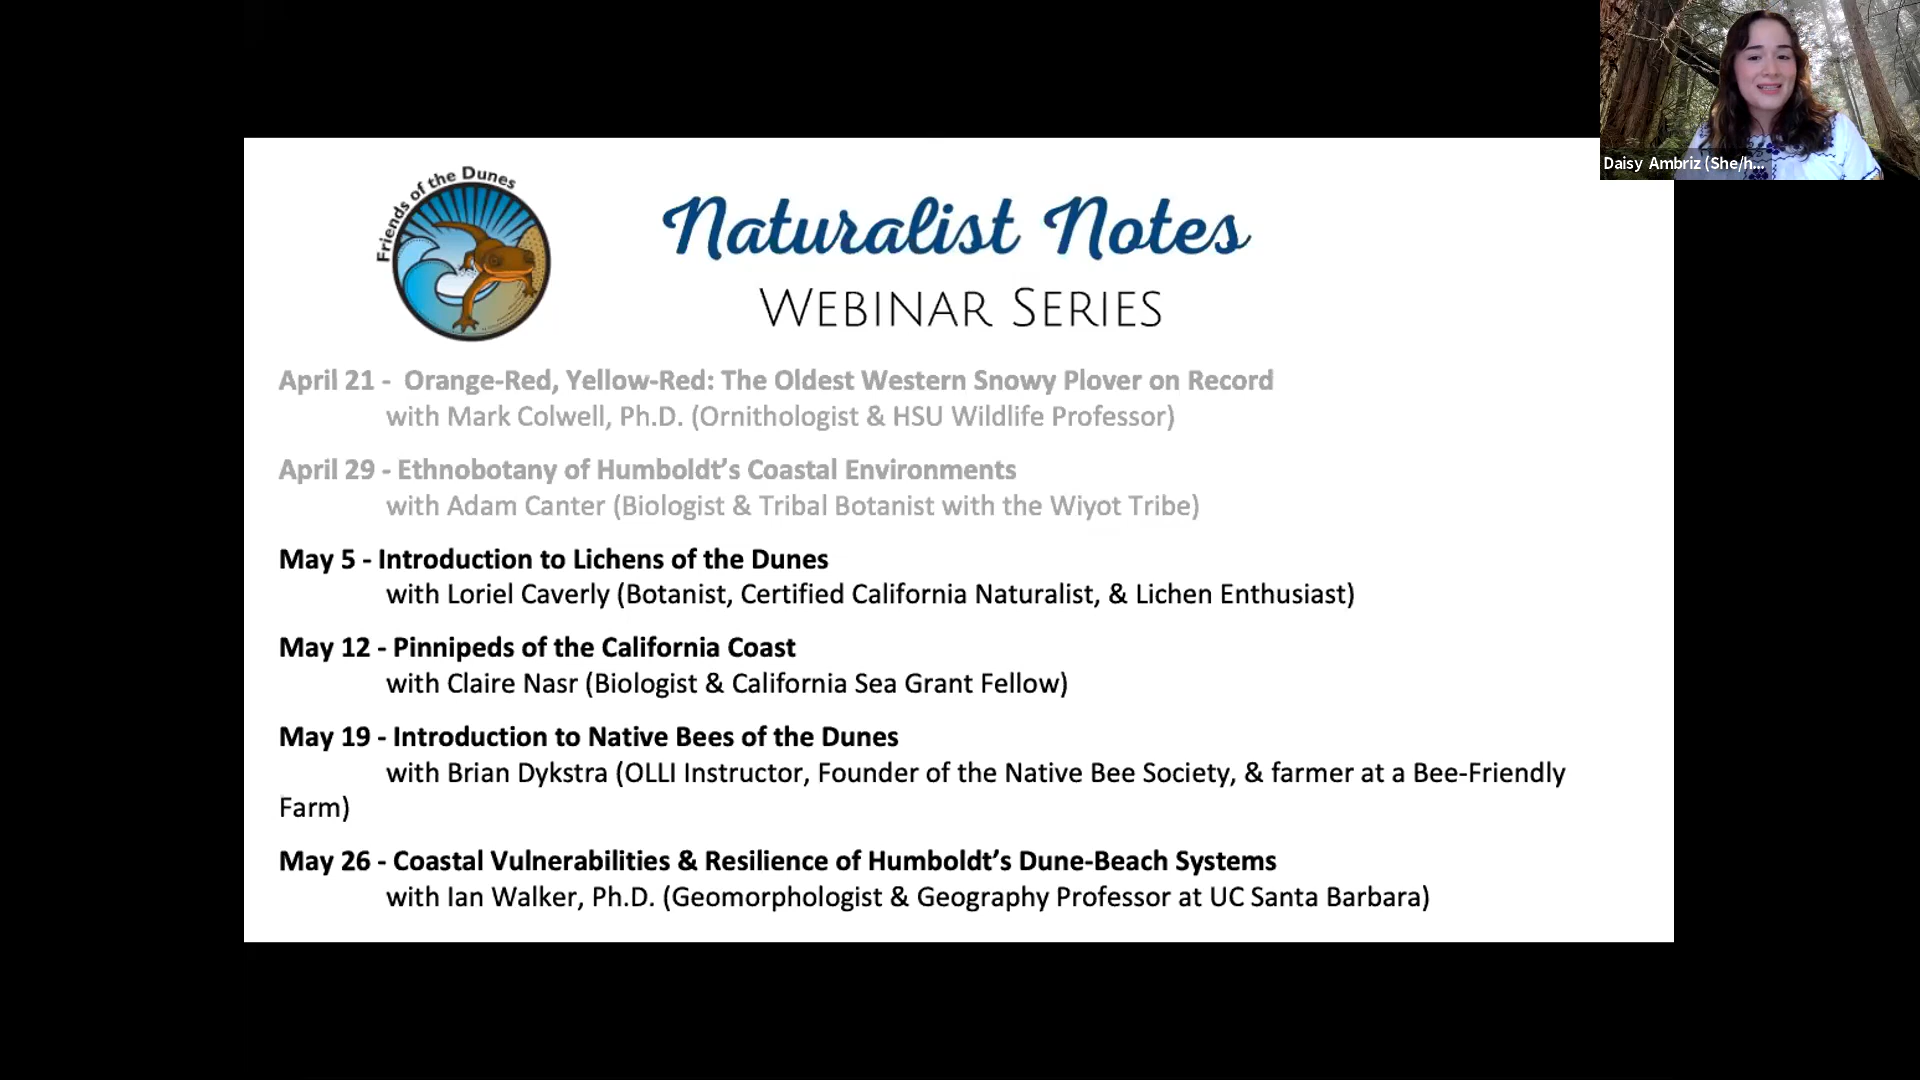 Daisy Ambriz (She/h...
Friends of the Dunes
Naturalist Notes
WEBINAR SERIES
April 21 - Orange-Red, Yellow-Red: The Oldest Western Snowy Plover on Record
with Mark Colwell, Ph.D. (Ornithologist & HSU Wildlife Professor)
April 29 - Ethnobotany of Humboldt's Coastal Environments
with Adam Canter (Biologist & Tribal Botanist with the Wiyot Tribe)
May 5 - Introduction to Lichens of the Dunes
with Loriel Caverly (Botanist, Certified California Naturalist, & Lichen Enthusiast)
May 12 - Pinnipeds of the California Coast
with Claire Nasr (Biologist & California Sea Grant Fellow)
May 19 - Introduction to Native Bees of the Dunes
with Brian Dykstra (OLLI Instructor, Founder of the Native Bee Society, & farmer at a Bee-Friendly
Farm)
May 26 - Coastal Vulnerabilities & Resilience of Humboldt's Dune-Beach Systems
with Ian Walker, Ph.D. (Geomorphologist & Geography Professor at UC Santa Barbara)